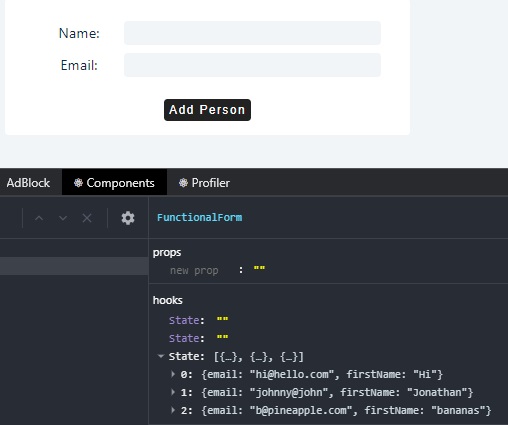 Name:
Email:
Add Person
AdBlock Components Profiler
FunctionalForm
props
new prop : ""
hooks
State: ""
State: ""
State: [{…}, {…}, {…}]
0: {email: "hi@hello.com", firstName: "Hi"}
1: {email: "johnny@john", firstName: "Jonathan"}
2: {email: "b@pineapple.com", firstName: "bananas"}